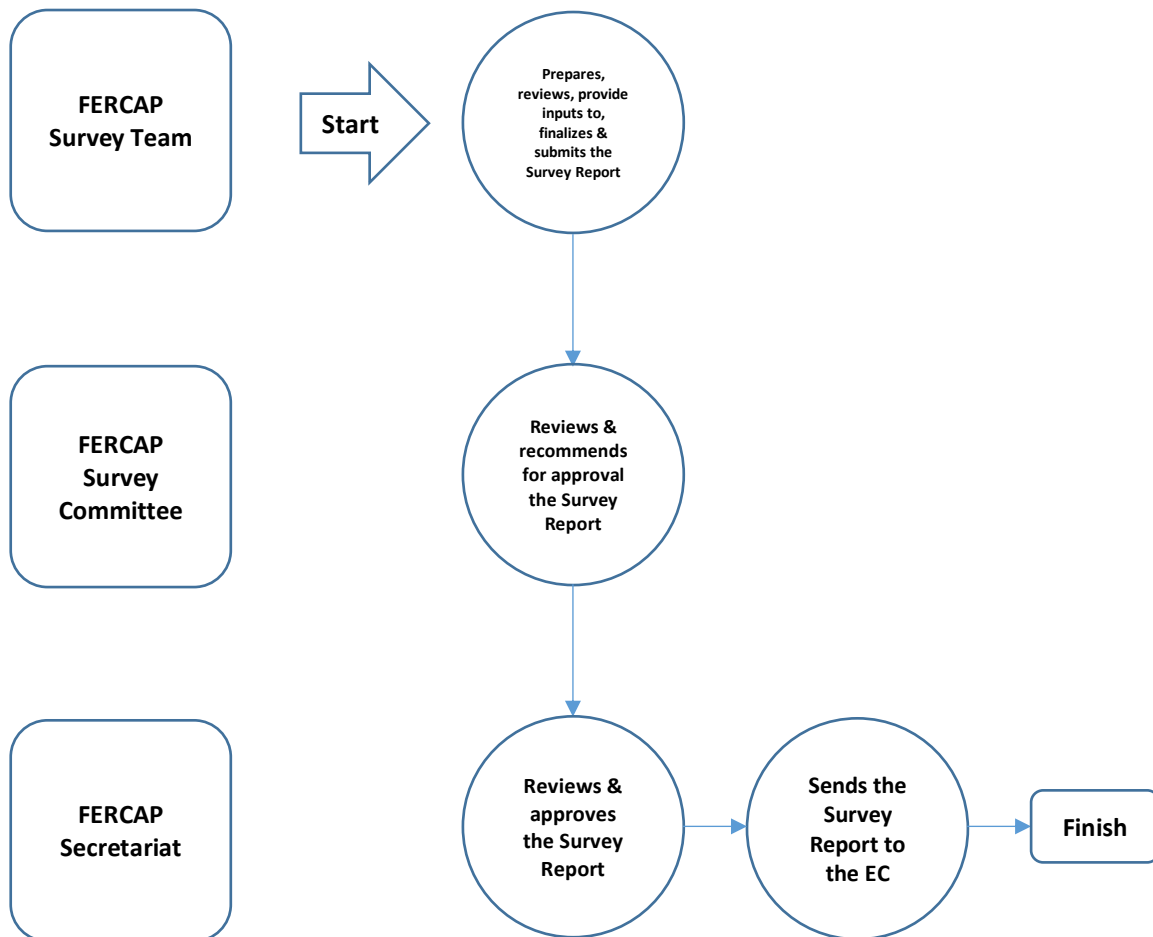 FERCAP
Survey Team
Start
Prepares,
reviews, provide
inputs to,
finalizes &
submits the
Survey Report
FERCAP
Survey
Committee
Reviews &
recommends
for approval
the Survey
Report
FERCAP
Secretariat
Reviews &
approves
the Survey
Report
Sends the
Survey
Report to
the EC
Finish